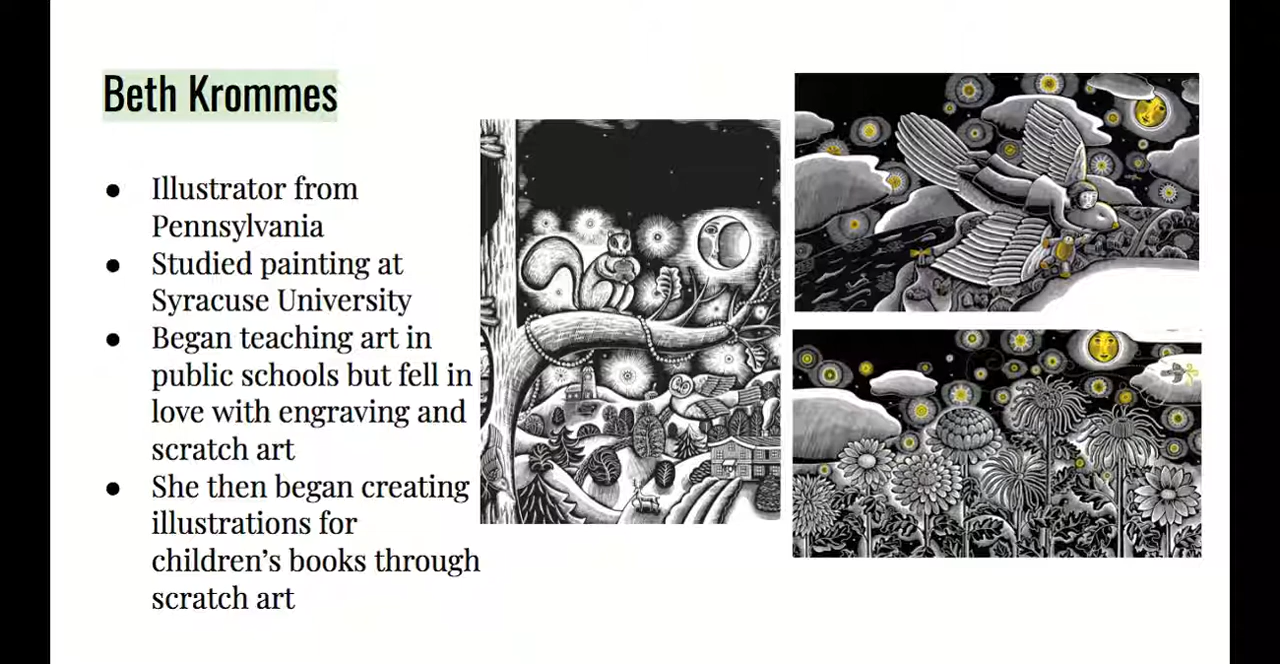 Beth Krommes
● Illustrator from
Pennsylvania
● Studied painting at
Syracuse University
● Began teaching art in
public schools but fell in
love with engraving and
scratch art
● She then began creating
illustrations for
children’s books through
scratch art